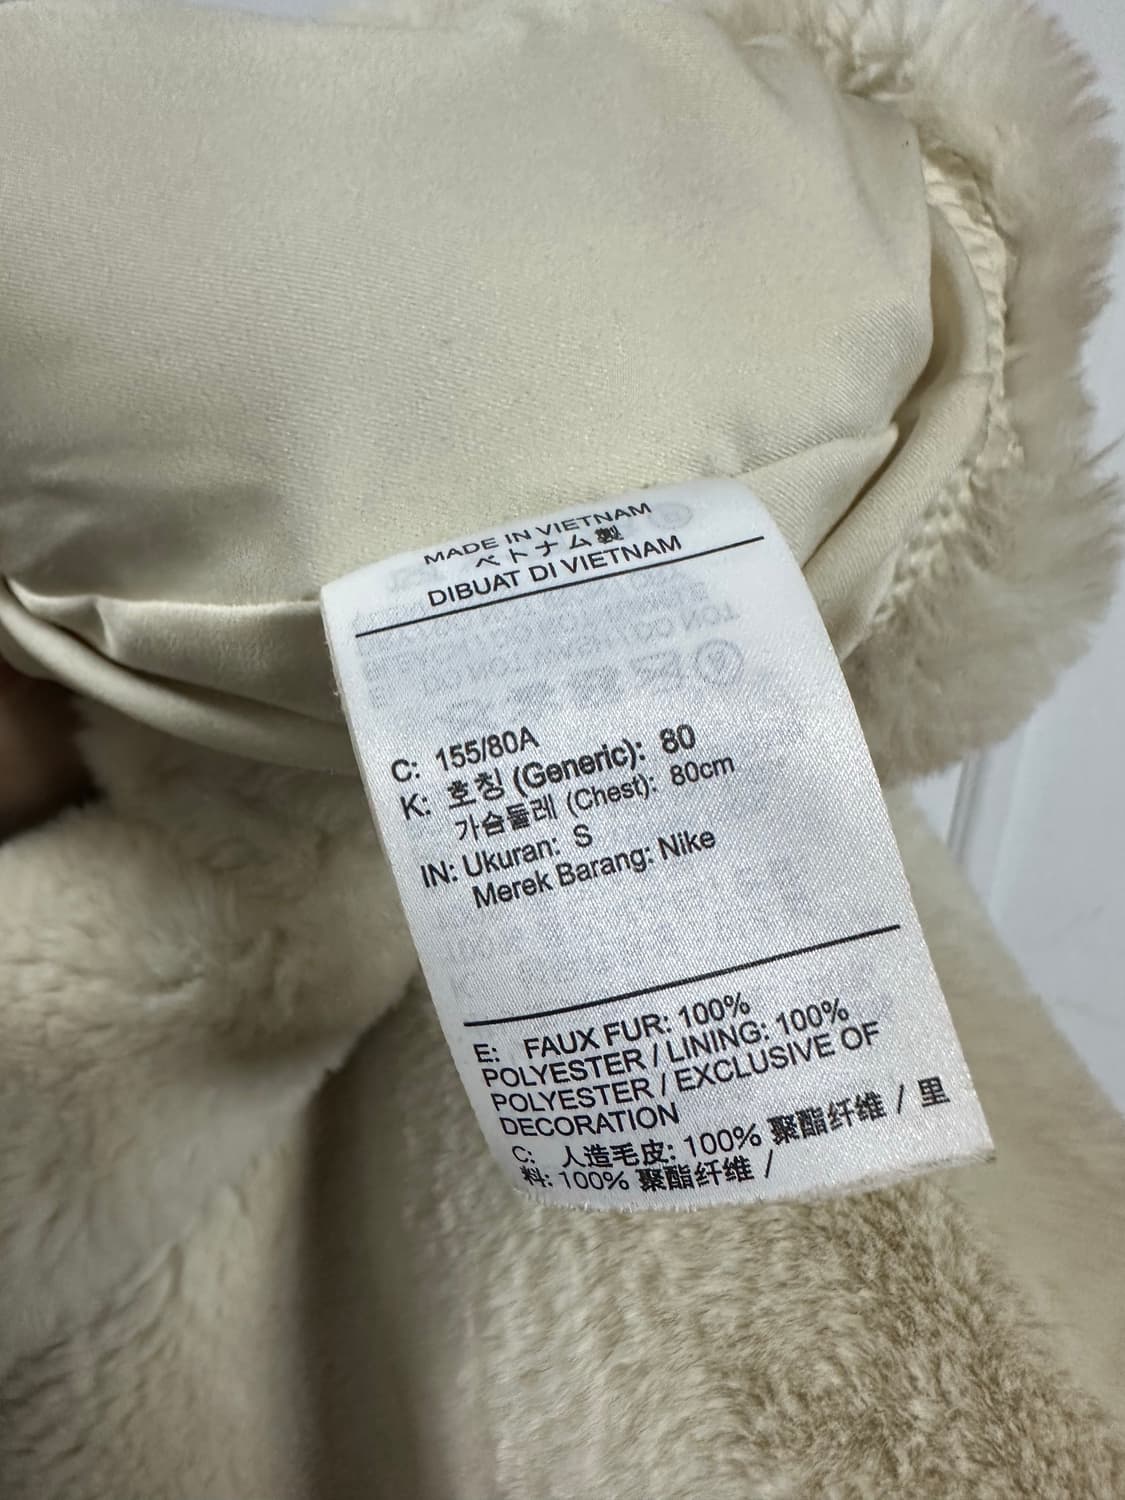 MADE IN VIETNAM
ベトナム製
DIBUAT DI VIETNAM
C: 155/80A
K: 호칭 (Generic): 80
가슴둘레 (Chest): 80cm
IN: Ukuran: S
Merek Barang: Nike
E: FAUX FUR: 100%
POLYESTER / LINING: 100%
POLYESTER / EXCLUSIVE OF
DECORATION
C: 人造毛皮: 100% 聚酯纤维 / 里
料: 100% 聚酯纤维 /